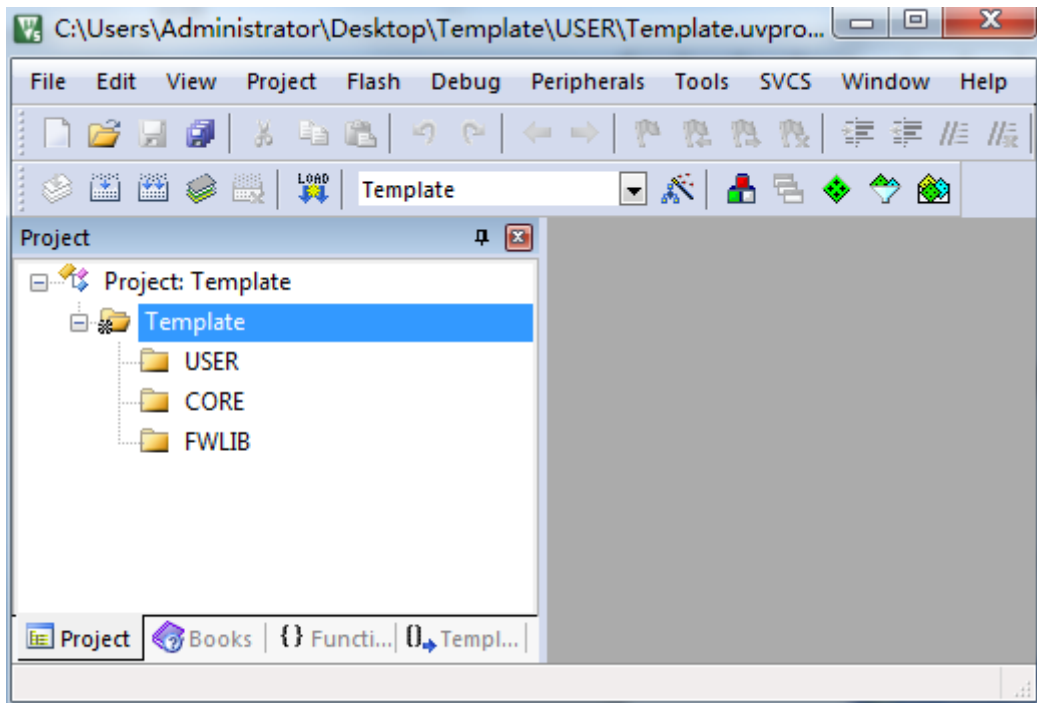 C:\Users\Administrator\Desktop\Template\USER\Template.uvpro...
File Edit View Project Flash Debug Peripherals Tools SVCS Window Help
LOAD Template
Project
Project: Template
Template
USER
CORE
FWLIB
Project Books {} Functi... Templ...